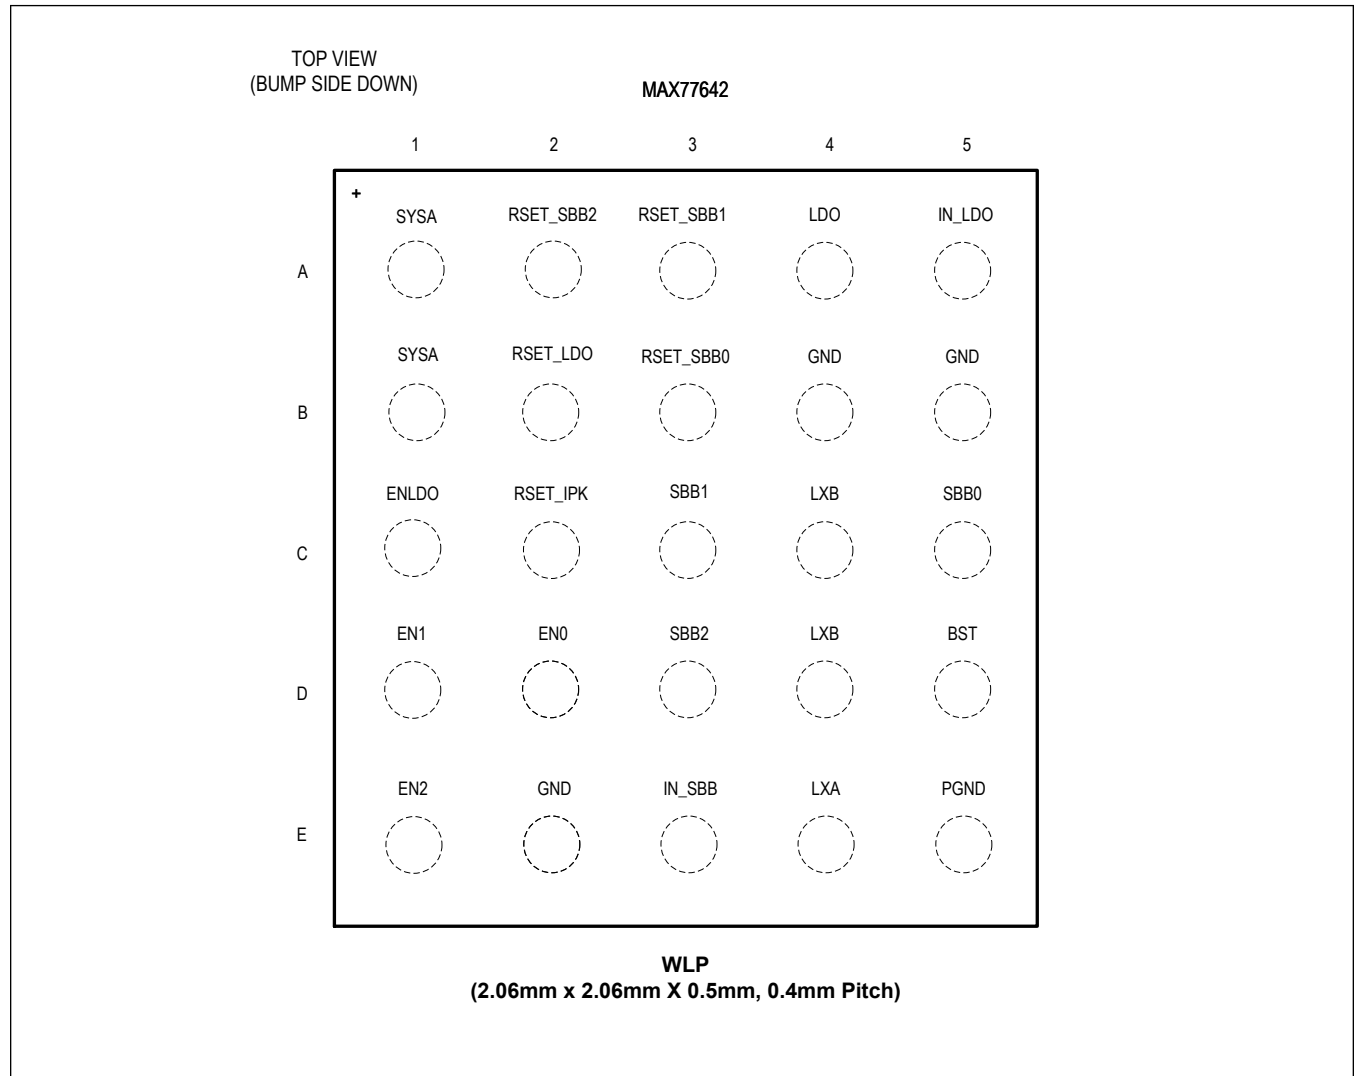 TOP VIEW
(BUMP SIDE DOWN)
MAX77642
1 2 3 4 5
+
SYSA RSET_SBB2 RSET_SBB1 LDO IN_LDO
A
SYSA RSET_LDO RSET_SBB0 GND GND
B
ENLDO RSET_IPK SBB1 LXB SBB0
C
EN1 EN0 SBB2 LXB BST
D
EN2 GND IN_SBB LXA PGND
E
WLP
(2.06mm x 2.06mm X 0.5mm, 0.4mm Pitch)